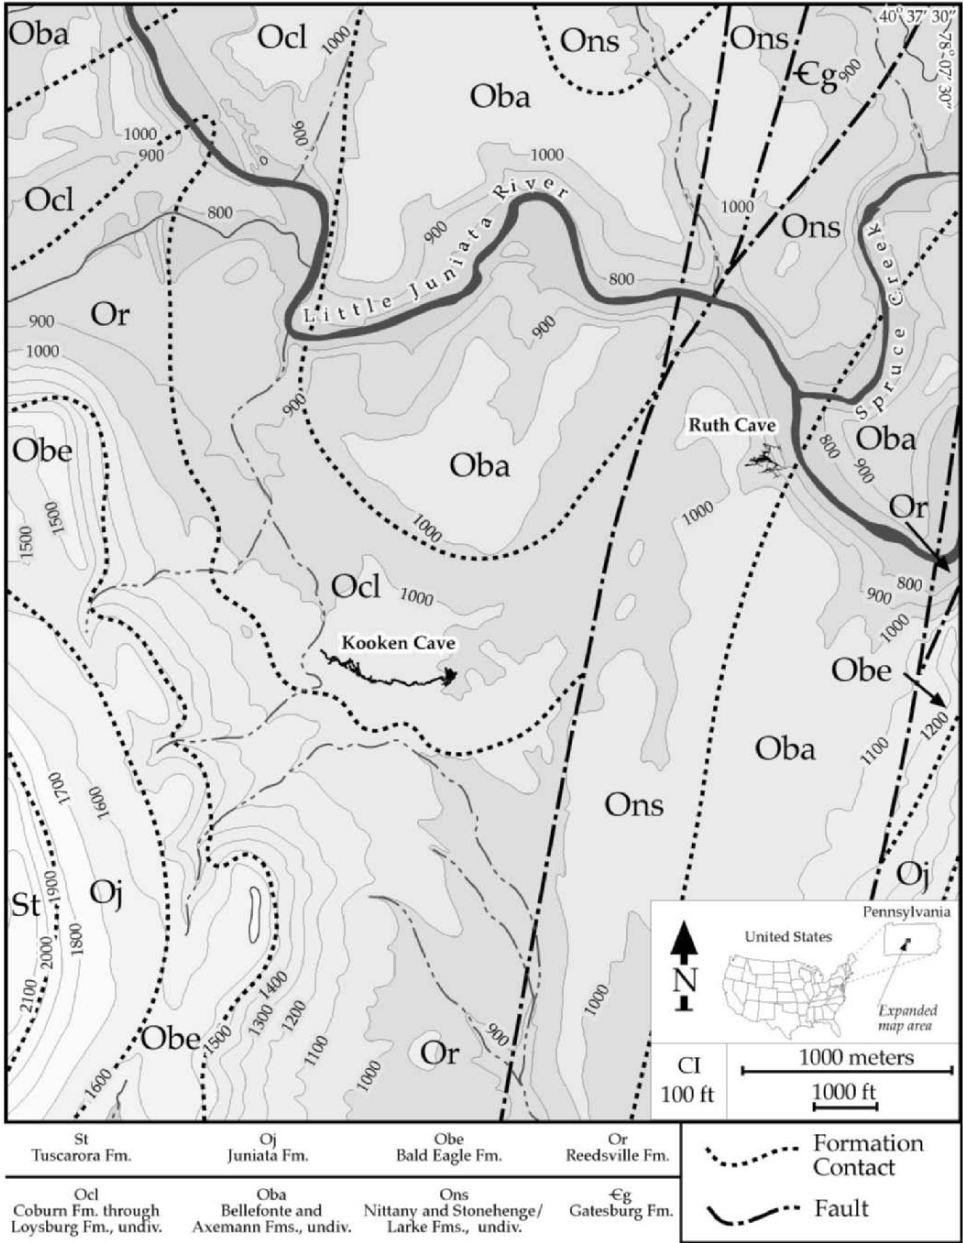 Oba
Ocl
1000
Ons
Ons
40° 37' 30"
78° 07' 30"
Єg
900
Oba
1000
900
900
1000
Ocl
800
900
1000
Ons
Little Juniata River
800
Spruce Creek
Or
900
1000
900
900
Ruth Cave
800
900
Oba
Obe
Oba
1000
1000
Or
1500
1500
Ocl
1000
800
900
1000
Kooken Cave
Obe
1200
1100
Oba
1700
1600
Ons
St
Oj
1900
2000
1800
2100
Oj
Obe
1600
1500
1400
1300
1200
1100
1000
Or
900
1000
Pennsylvania
United States
Expanded
map area
N
CI
100 ft
1000 meters
1000 ft
St
Tuscarora Fm.
Oj
Juniata Fm.
Obe
Bald Eagle Fm.
Or
Reedsville Fm.
Ocl
Coburn Fm. through
Loysburg Fm., undiv.
Oba
Bellefonte and
Axemann Fms., undiv.
Ons
Nittany and Stonehenge/
Larke Fms., undiv.
Єg
Gatesburg Fm.
Formation
Contact
Fault